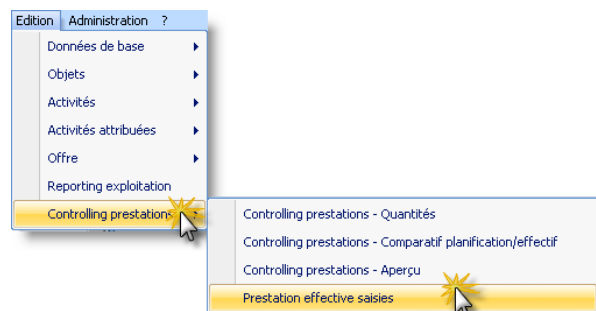 Edition Administration ?
Données de base
Objets
Activités
Activités attribuées
Offre
Reporting exploitation
Controlling prestations
Controlling prestations - Quantités
Controlling prestations - Comparatif planification/effectif
Controlling prestations - Aperçu
Prestation effective saisies